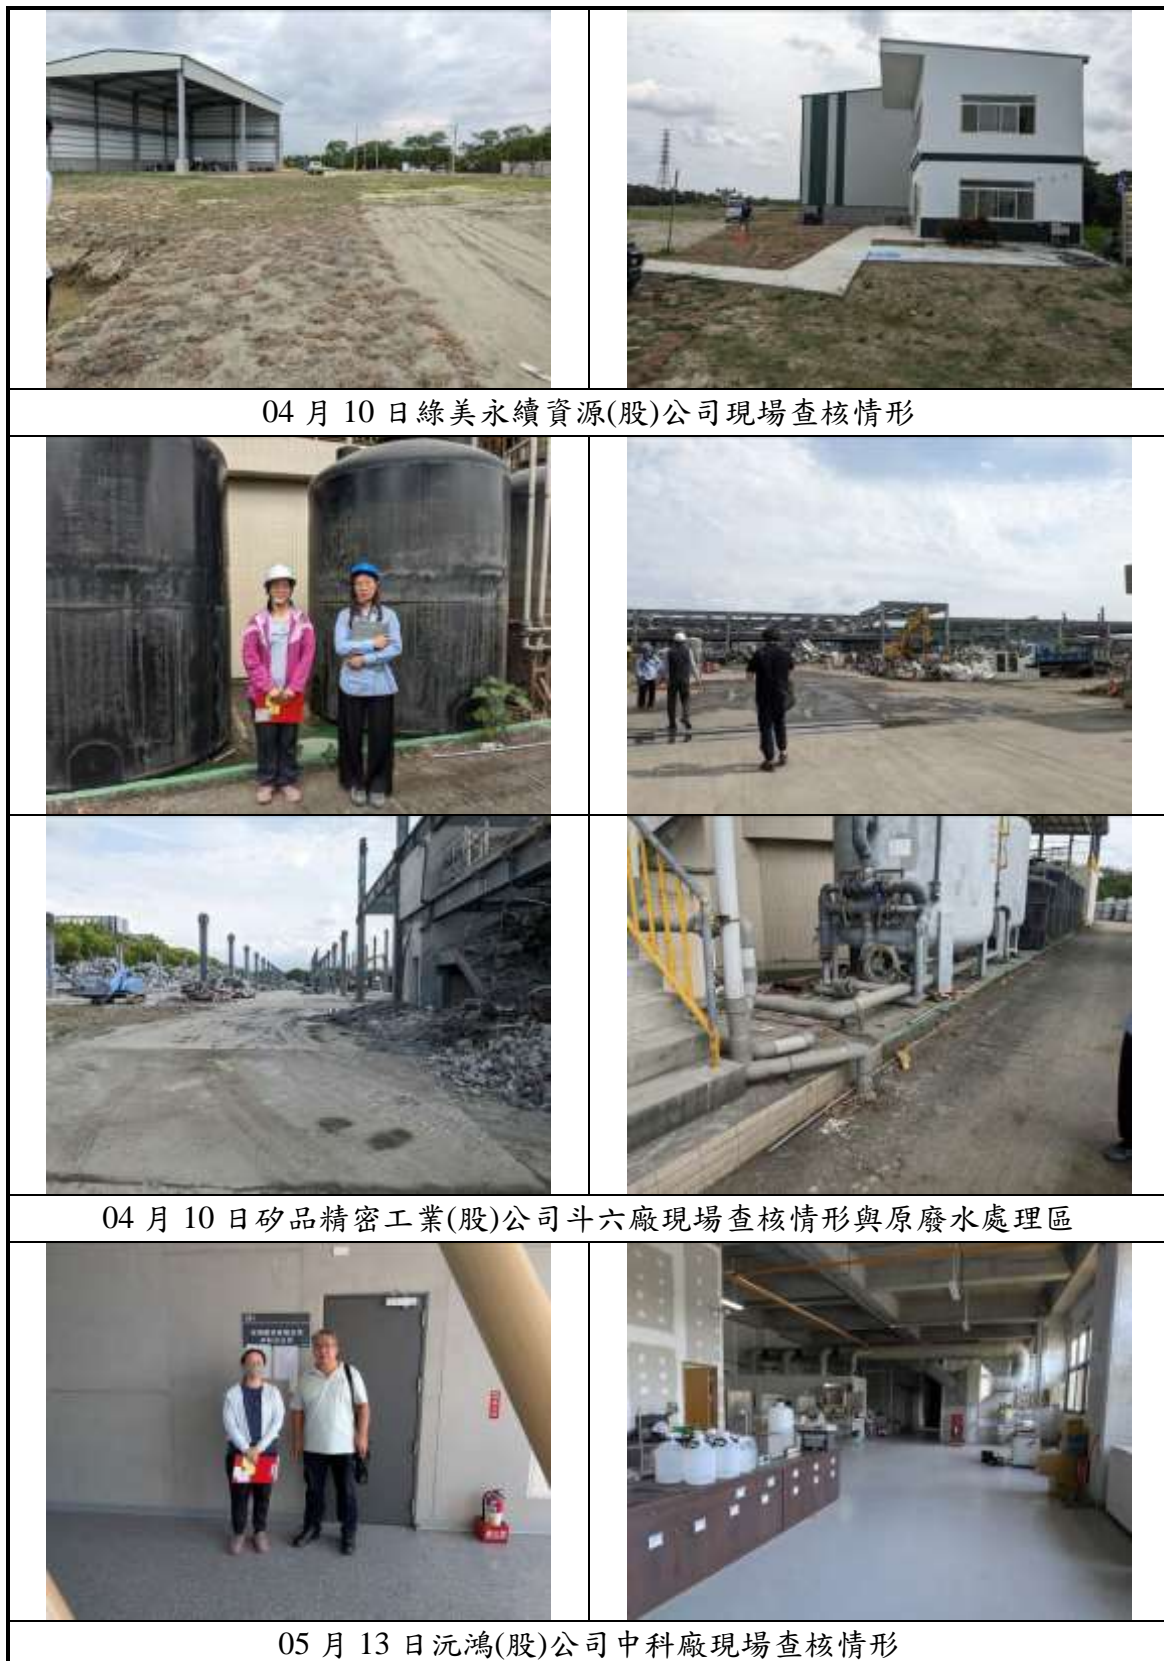 04 月 10 日綠美永續資源(股)公司現場查核情形
04 月 10 日矽品精密工業(股)公司斗六廠現場查核情形與原廢水處理區
05 月 13 日沅鴻(股)公司中科廠現場查核情形